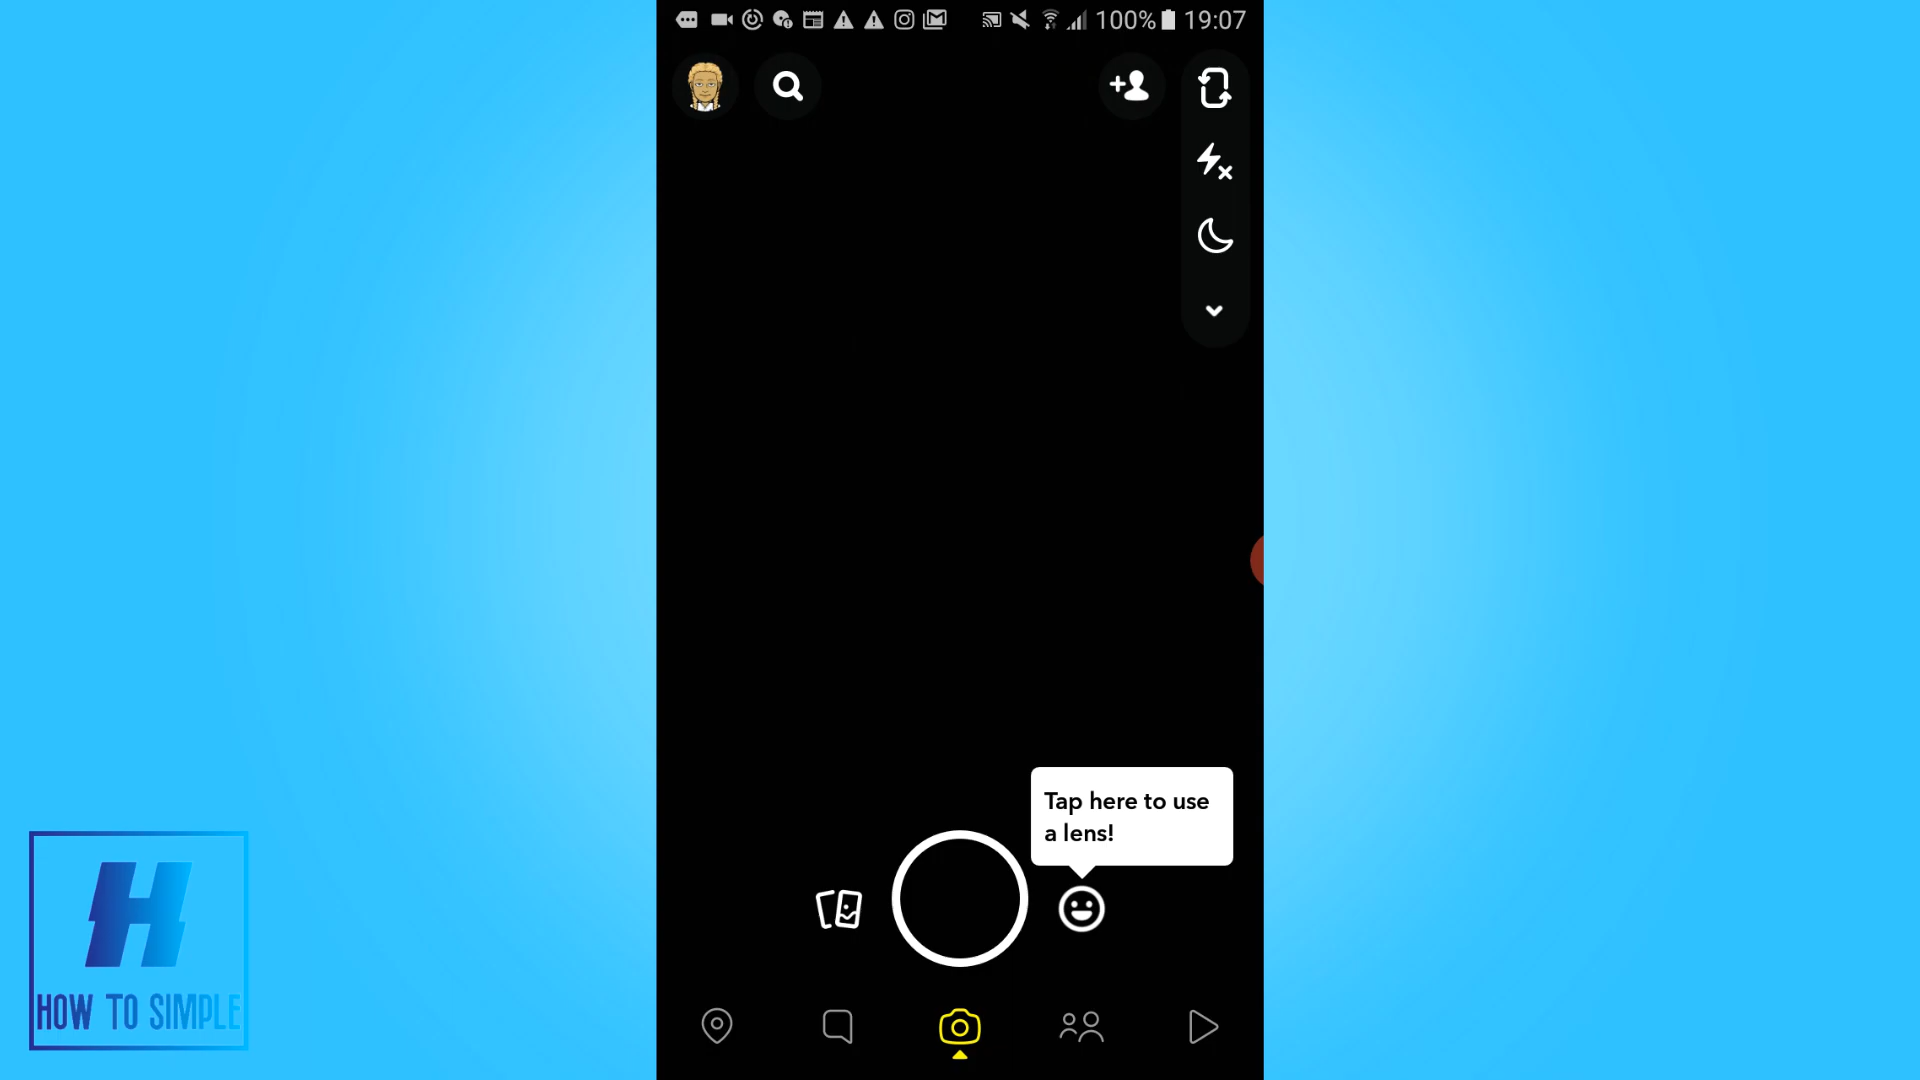 100% 19:07
Tap here to use
a lens!
H
HOW TO SIMPLE